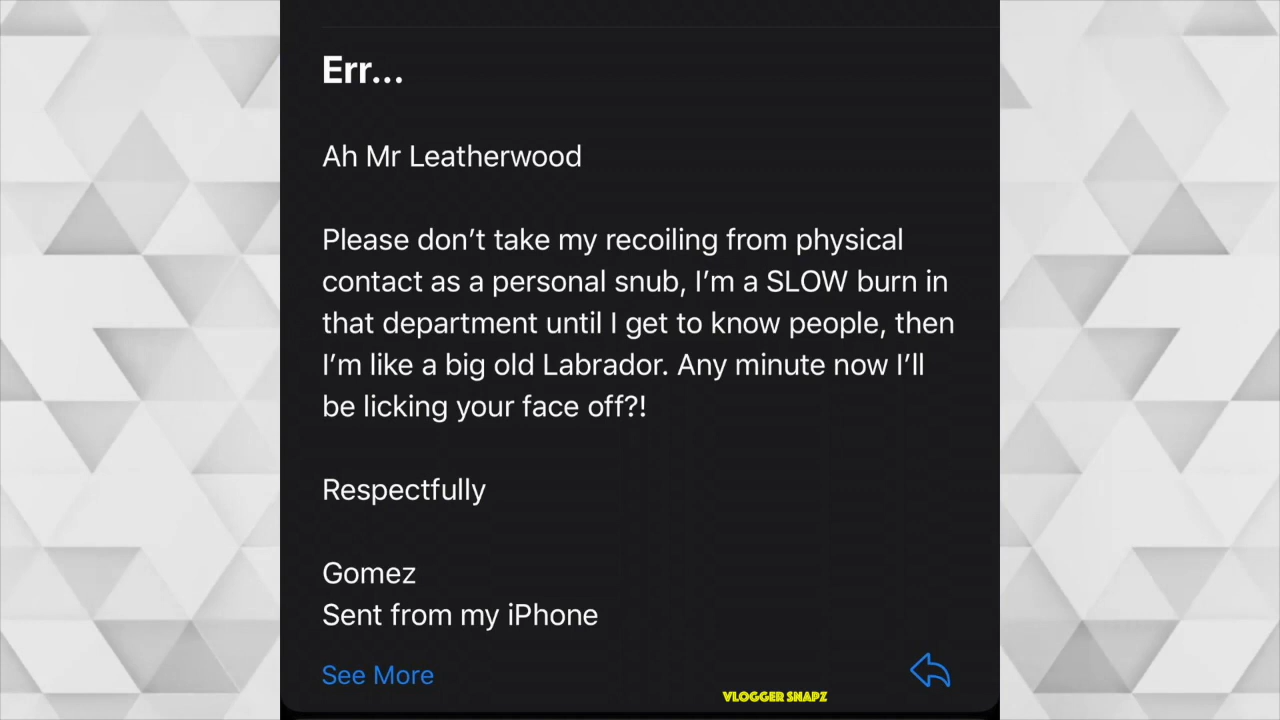 Err...
Ah Mr Leatherwood
Please don’t take my recoiling from physical
contact as a personal snub, I’m a SLOW burn in
that department until I get to know people, then
I’m like a big old Labrador. Any minute now I’ll
be licking your face off?!
Respectfully
Gomez
Sent from my iPhone
See More
VLOGGER SNAPZ